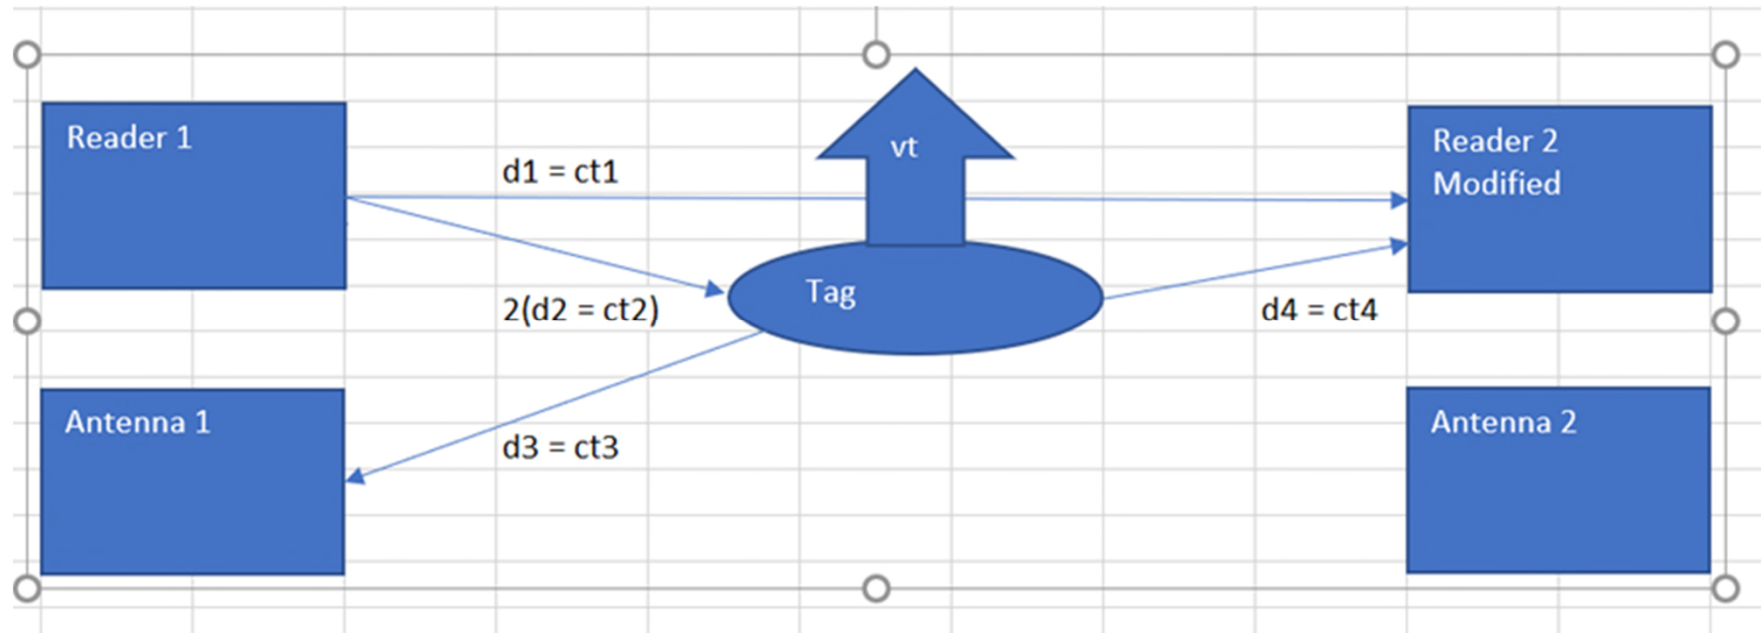 Reader 1
d1 = ct1
vt
Reader 2
Modified
2(d2 = ct2)
Tag
d4 = ct4
Antenna 1
d3 = ct3
Antenna 2